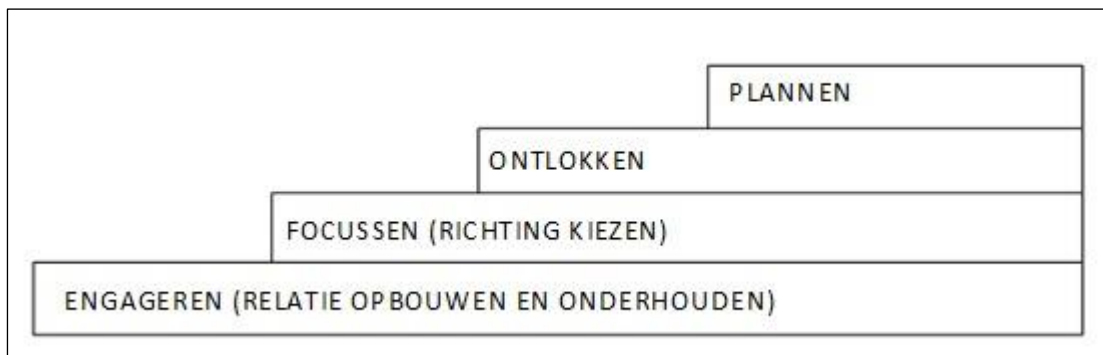 PLANNEN
ONTLOKKEN
FOCUSSEN (RICHTING KIEZEN)
ENGAGEREN (RELATIE OPBOUWEN EN ONDERHOUDEN)